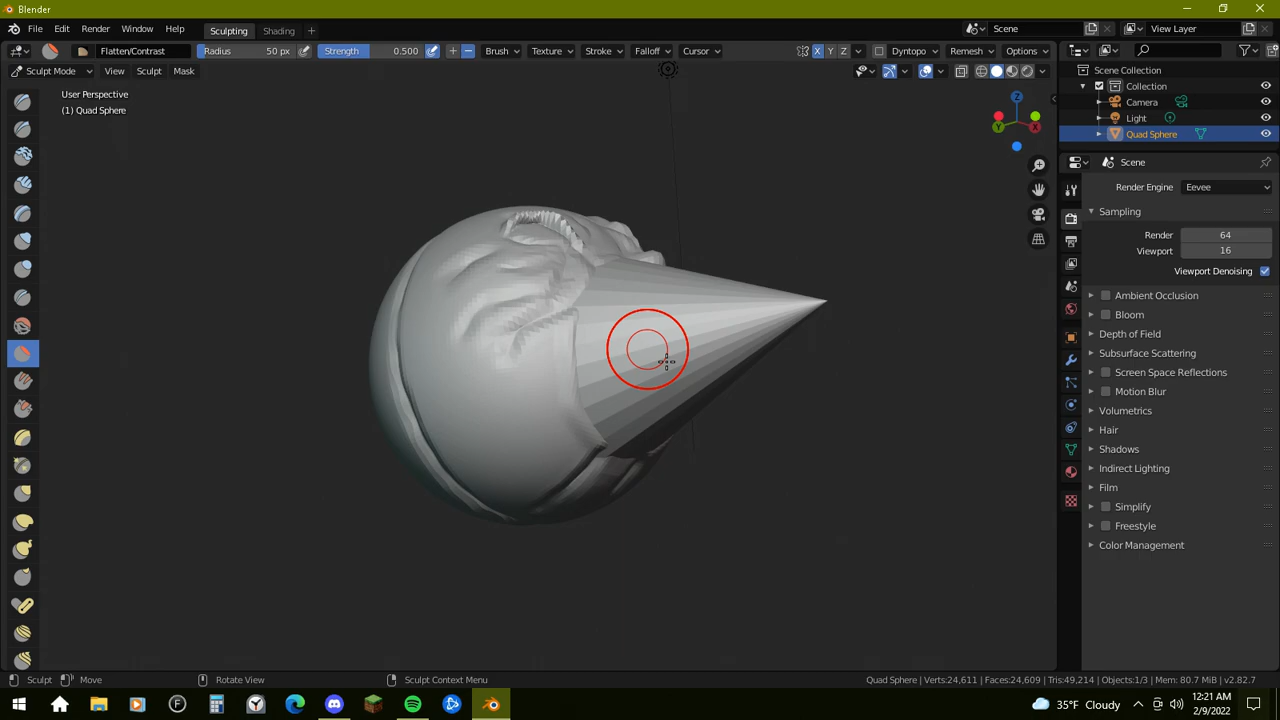 Blender
File Edit Render Window Help Sculpting Shading + Scene View Layer
Flatten/Contrast Radius 50 px Strength 0.500 Brush Texture Stroke Falloff Cursor X Y Z Dyntopo Remesh Options
Sculpt Mode View Sculpt Mask
Scene Collection
Collection
Camera
Light
Quad Sphere
User Perspective
(1) Quad Sphere
Z
Y X
Scene
Render Engine Eevee
Sampling
Render 64
Viewport 16
Viewport Denoising
Ambient Occlusion
Bloom
Depth of Field
Subsurface Scattering
Screen Space Reflections
Motion Blur
Volumetrics
Hair
Shadows
Indirect Lighting
Film
Simplify
Freestyle
Color Management
Sculpt Move Rotate View Sculpt Context Menu Quad Sphere | Verts:24,611 | Faces:24,609 | Tris:49,214 | Objects:1/3 | Mem: 80.7 MiB | v2.82.7
35°F Cloudy 12:21 AM
2/9/2022